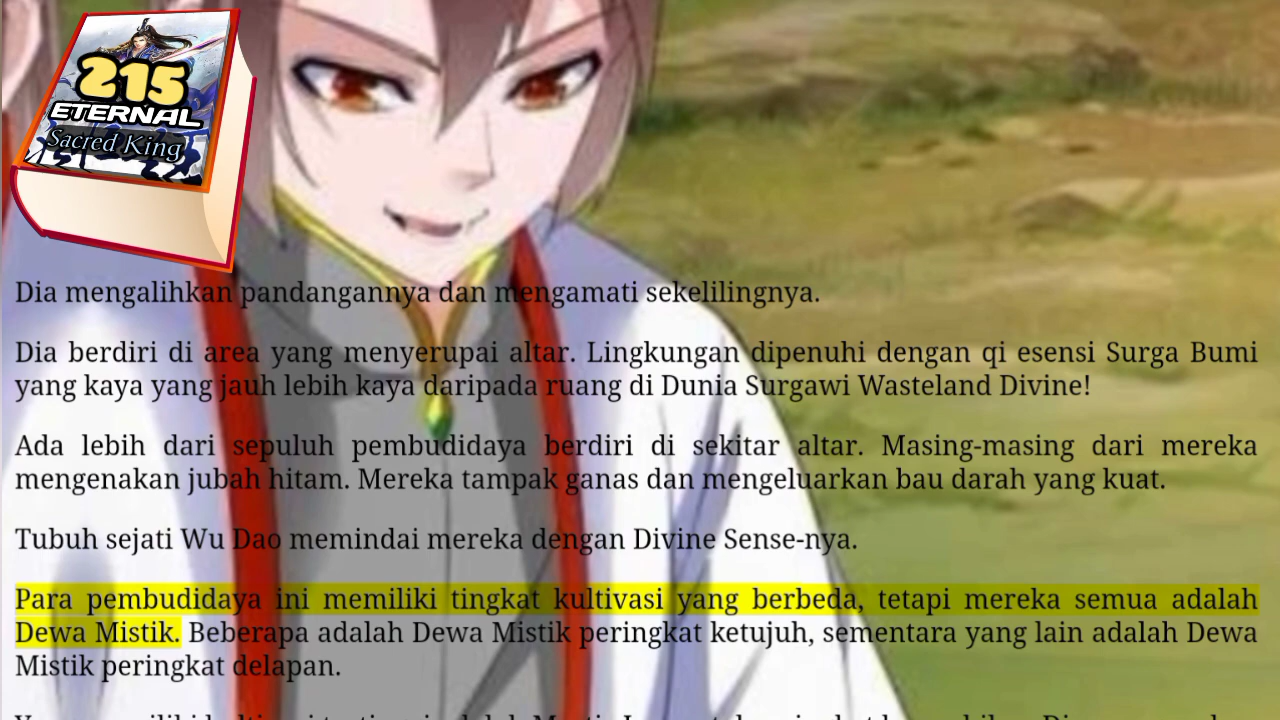 215
ETERNAL
Sacred King
Dia mengalihkan pandangannya dan mengamati sekelilingnya.
Dia berdiri di area yang menyerupai altar. Lingkungan dipenuhi dengan qi esensi Surga Bumi
yang kaya yang jauh lebih kaya daripada ruang di Dunia Surgawi Wasteland Divine!
Ada lebih dari sepuluh pembudidaya berdiri di sekitar altar. Masing-masing dari mereka
mengenakan jubah hitam. Mereka tampak ganas dan mengeluarkan bau darah yang kuat.
Tubuh sejati Wu Dao memindai mereka dengan Divine Sense-nya.
Para pembudidaya ini memiliki tingkat kultivasi yang berbeda, tetapi mereka semua adalah
Dewa Mistik. Beberapa adalah Dewa Mistik peringkat ketujuh, sementara yang lain adalah Dewa
Mistik peringkat delapan.